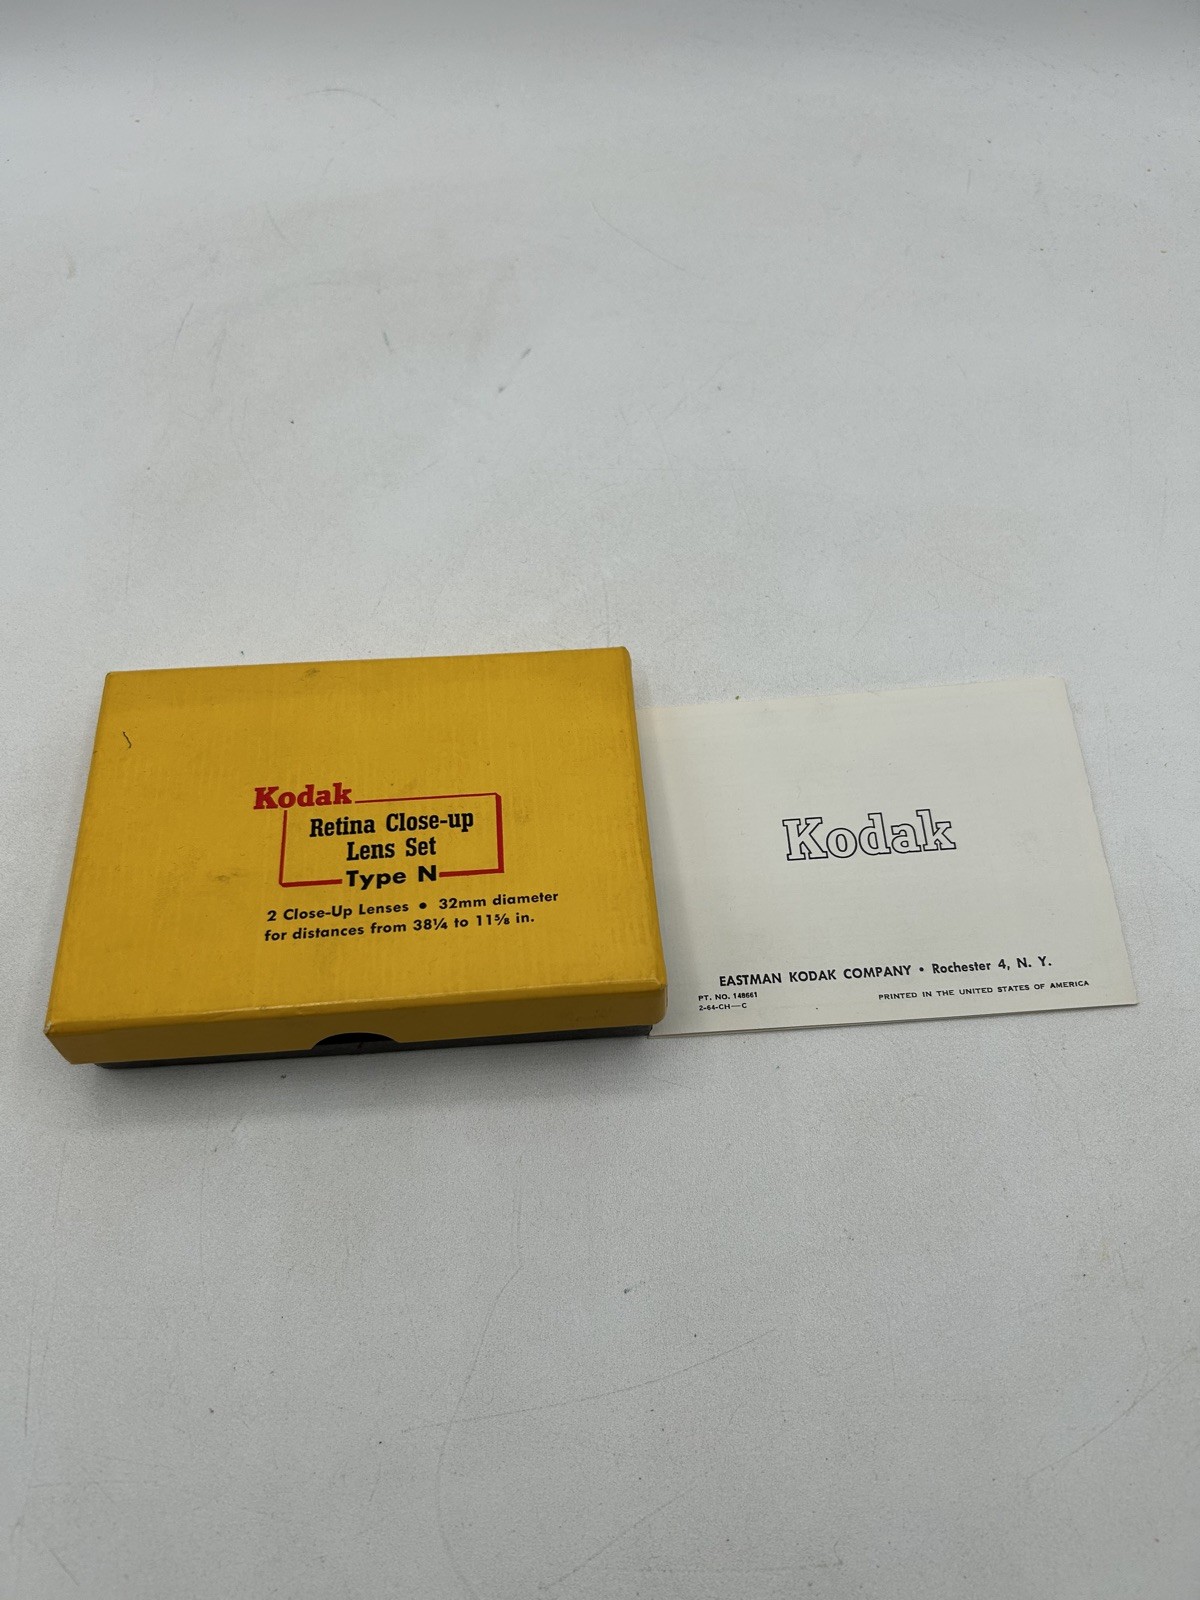 Kodak
Retina Close-up
Lens Set
Type N
2 Close-Up Lenses • 32mm diameter
for distances from 38¼ to 11⅝ in.
Kodak
EASTMAN KODAK COMPANY • Rochester 4, N. Y.
PT. NO. 148661
2-64-CH—C
PRINTED IN THE UNITED STATES OF AMERICA